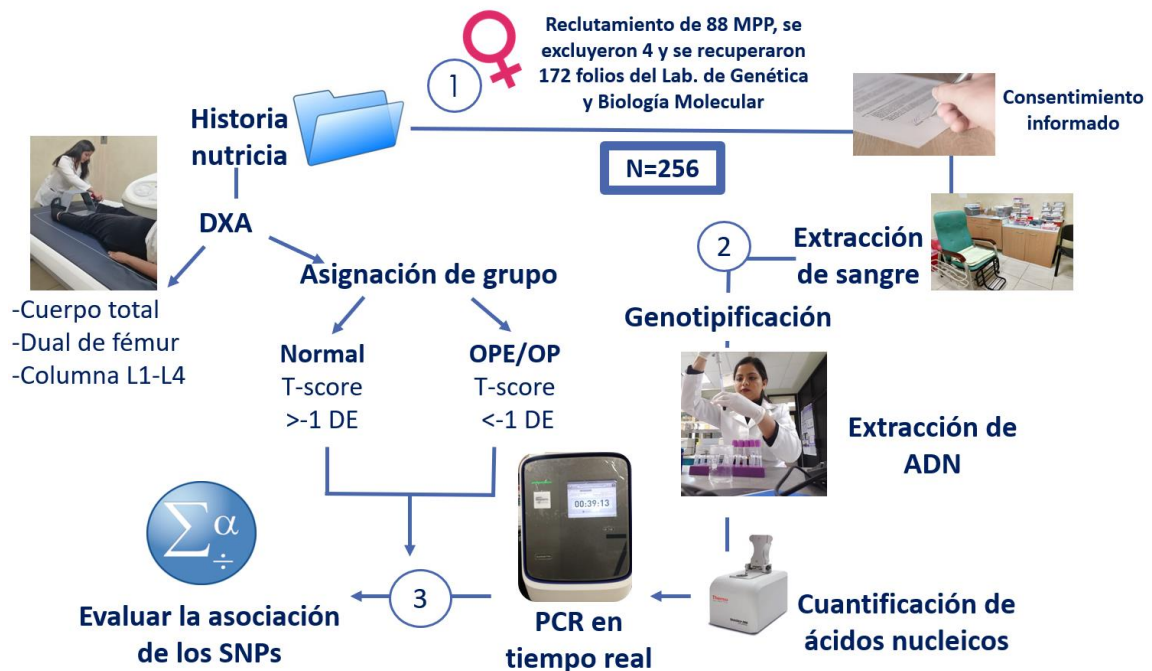 Reclutamiento de 88 MPP, se
excluyeron 4 y se recuperaron
172 folios del Lab. de Genética
y Biología Molecular
1
Historia
nutricia
Consentimiento
informado
N=256
DXA
2
Extracción
de sangre
Asignación de grupo
-Cuerpo total
-Dual de fémur
-Columna L1-L4
Genotipificación
Normal
T-score
>-1 DE
OPE/OP
T-score
<-1 DE
Extracción de
ADN
00:39:13
Σ α ÷
3
Evaluar la asociación
de los SNPs
PCR en
tiempo real
Cuantificación de
ácidos nucleicos